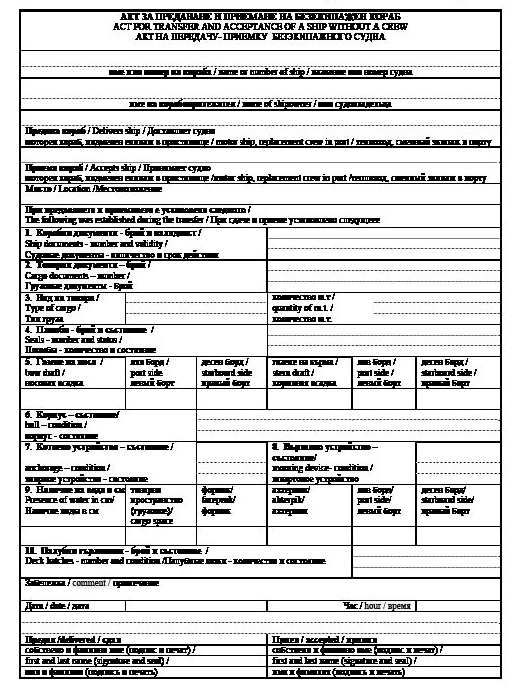 АКТ ЗА ПРЕДАВАНЕ И ПРИЕМАНЕ НА БЕЗЕКИПАЖЕН КОРАБ
ACT FOR TRANSFER AND ACCEPTANCE OF A SHIP WITHOUT A CREW
АКТ НА ПЕРЕДАЧУ- ПРИЕМКУ БЕЗЭКИПАЖНОГО СУДНА
име или номер на кораба / name or number of ship / название или номер судна
име на корабопритежателя / name of shipowner / имя судовладельца
Предава кораб / Delivers ship / Доставляет судно
моторен кораб, подменен екипаж в пристанище / motor ship, replacement crew in port / теплоход, сменный экипаж в порту
Приема кораб / Accepts ship / Принимает судно
моторен кораб, подменен екипаж в пристанище /motor ship, replacement crew in port /теплоход, сменный экипаж в порту
Място / Location /Местоположение
При предаването и приемането е установено следното /
The following was established during the transfer / При сдаче и приеме установлено следующее
1. Корабни документи - брой и валидност /
Ship documents - number and validity /
Судовые документы - количество и срок действия
2. Товарни документи – брой /
Cargo documents – number /
Грузовые документы - Брой
3. Вид на товара / количество м.т /
Type of cargo / quantity of m.t. /
Тип груза количество м.т.
4. Пломби - брой и състояние /
Seals - number and status /
Пломбы - количество и состояние
5. Газене на носа / ляв борд / десен борд / газене на кърма / ляв борд / десен борд /
bow draft / port side starboard side stern draft / port side / starboard side /
носовая осадка левый борт правый борт кормовая осадка левый борт правый борт
6. Корпус – състояние/
hull – condition /
корпус - состояние
7. Котвено устройство – състояние / 8. Вързално устройство –
състояние/
anchorage – condition / mooring device- condition /
якорное устройство - состояние швартовое устройство
9. Наличие на вода в см/ товарни форпик/ ахтерпик/ ляв борд/ десен борд/
Presence of water in cm/ пространство forepeak/ afterpik/ port side/ starboard side/
Наличие воды в см (грузовое)/ форпик ахтерпик левый борт правый борт
cargo space
10. Палубни гърловини - брой и състояние /
Deck hatches - number and condition /Палубные люки - количество и состояние
Забележка / comment / примечание
Дата / date / дата Час / hour / время
Предал /delivered / сдал Приел / accepted / принял
собствено и фамилно име (подпис и печат) / собствено и фамилно име (подпис и печат) /
first and last name (signature and seal) / first and last name (signature and seal) /
имя и фамилия (подпись и печать) имя и фамилия (подпись и печать)